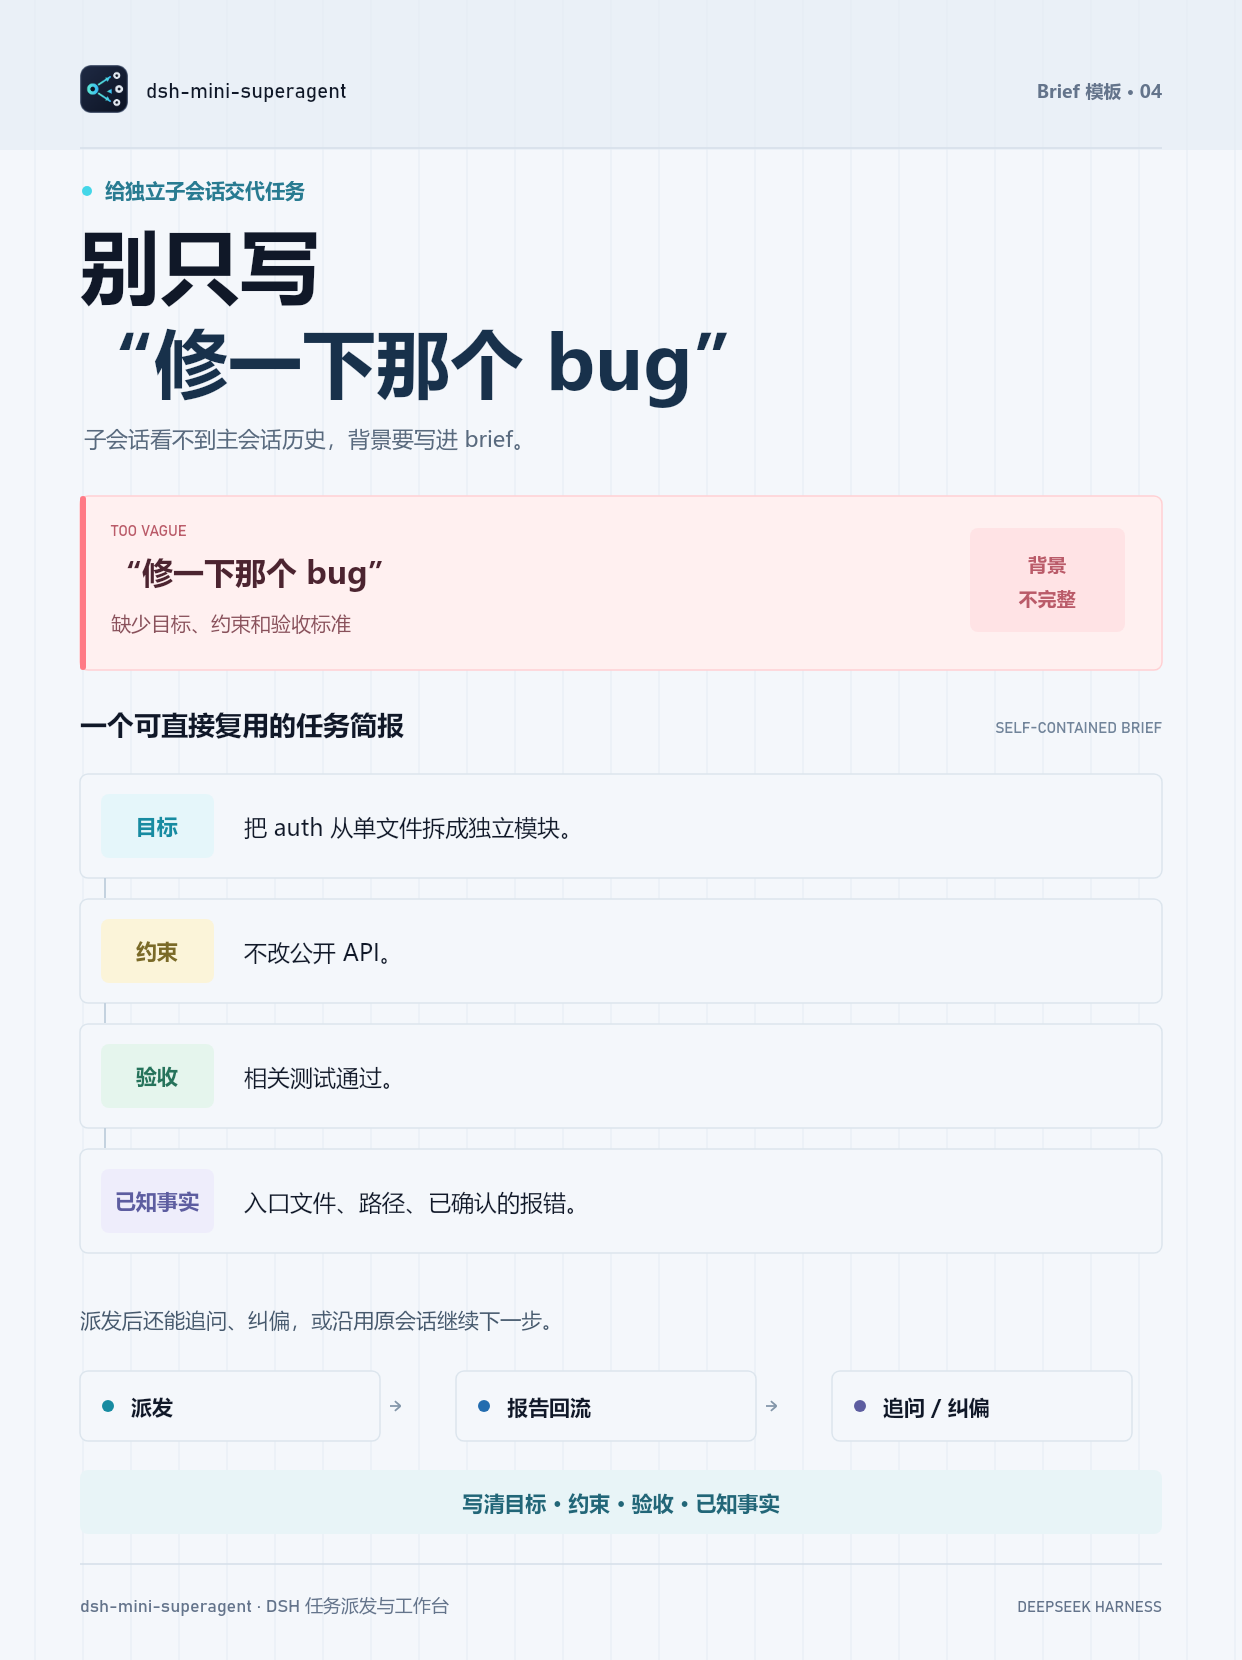 dsh-mini-superagent
Brief 模板 • 04
给独立子会话交代任务
别只写
“修一下那个 bug”
子会话看不到主会话历史，背景要写进 brief。
TOO VAGUE
“修一下那个 bug”
缺少目标、约束和验收标准
背景
不完整
一个可直接复用的任务简报
SELF-CONTAINED BRIEF
目标
把 auth 从单文件拆成独立模块。
约束
不改公开 API。
验收
相关测试通过。
已知事实
入口文件、路径、已确认的报错。
派发后还能追问、纠偏，或沿用原会话继续下一步。
派发 →
报告回流 →
追问 / 纠偏
写清目标 • 约束 • 验收 • 已知事实
dsh-mini-superagent · DSH 任务派发与工作台
DEEPSEEK HARNESS